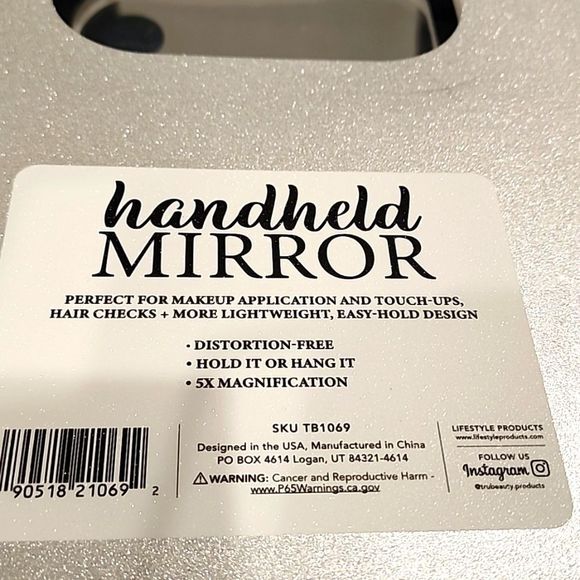 handheld
MIRROR
PERFECT FOR MAKEUP APPLICATION AND TOUCH-UPS,
HAIR CHECKS + MORE LIGHTWEIGHT, EASY-HOLD DESIGN
• DISTORTION-FREE
• HOLD IT OR HANG IT
• 5X MAGNIFICATION
90518 21069 2
SKU TB1069
Designed in the USA, Manufactured in China
PO BOX 4614 Logan, UT 84321-4614
⚠WARNING: Cancer and Reproductive Harm -
www.P65Warnings.ca.gov
LIFESTYLE PRODUCTS
www.lifestyleproducts.com
FOLLOW US
Instagram
@trubeauty.products